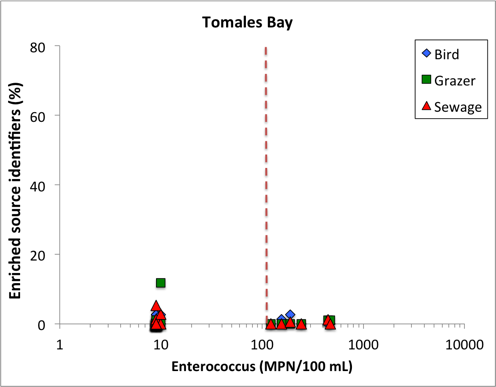 Tomales Bay
Enriched source identifiers (%)
80
60
40
20
0
Bird
Grazer
Sewage
1
10
100
1000
10000
Enterococcus (MPN/100 mL)